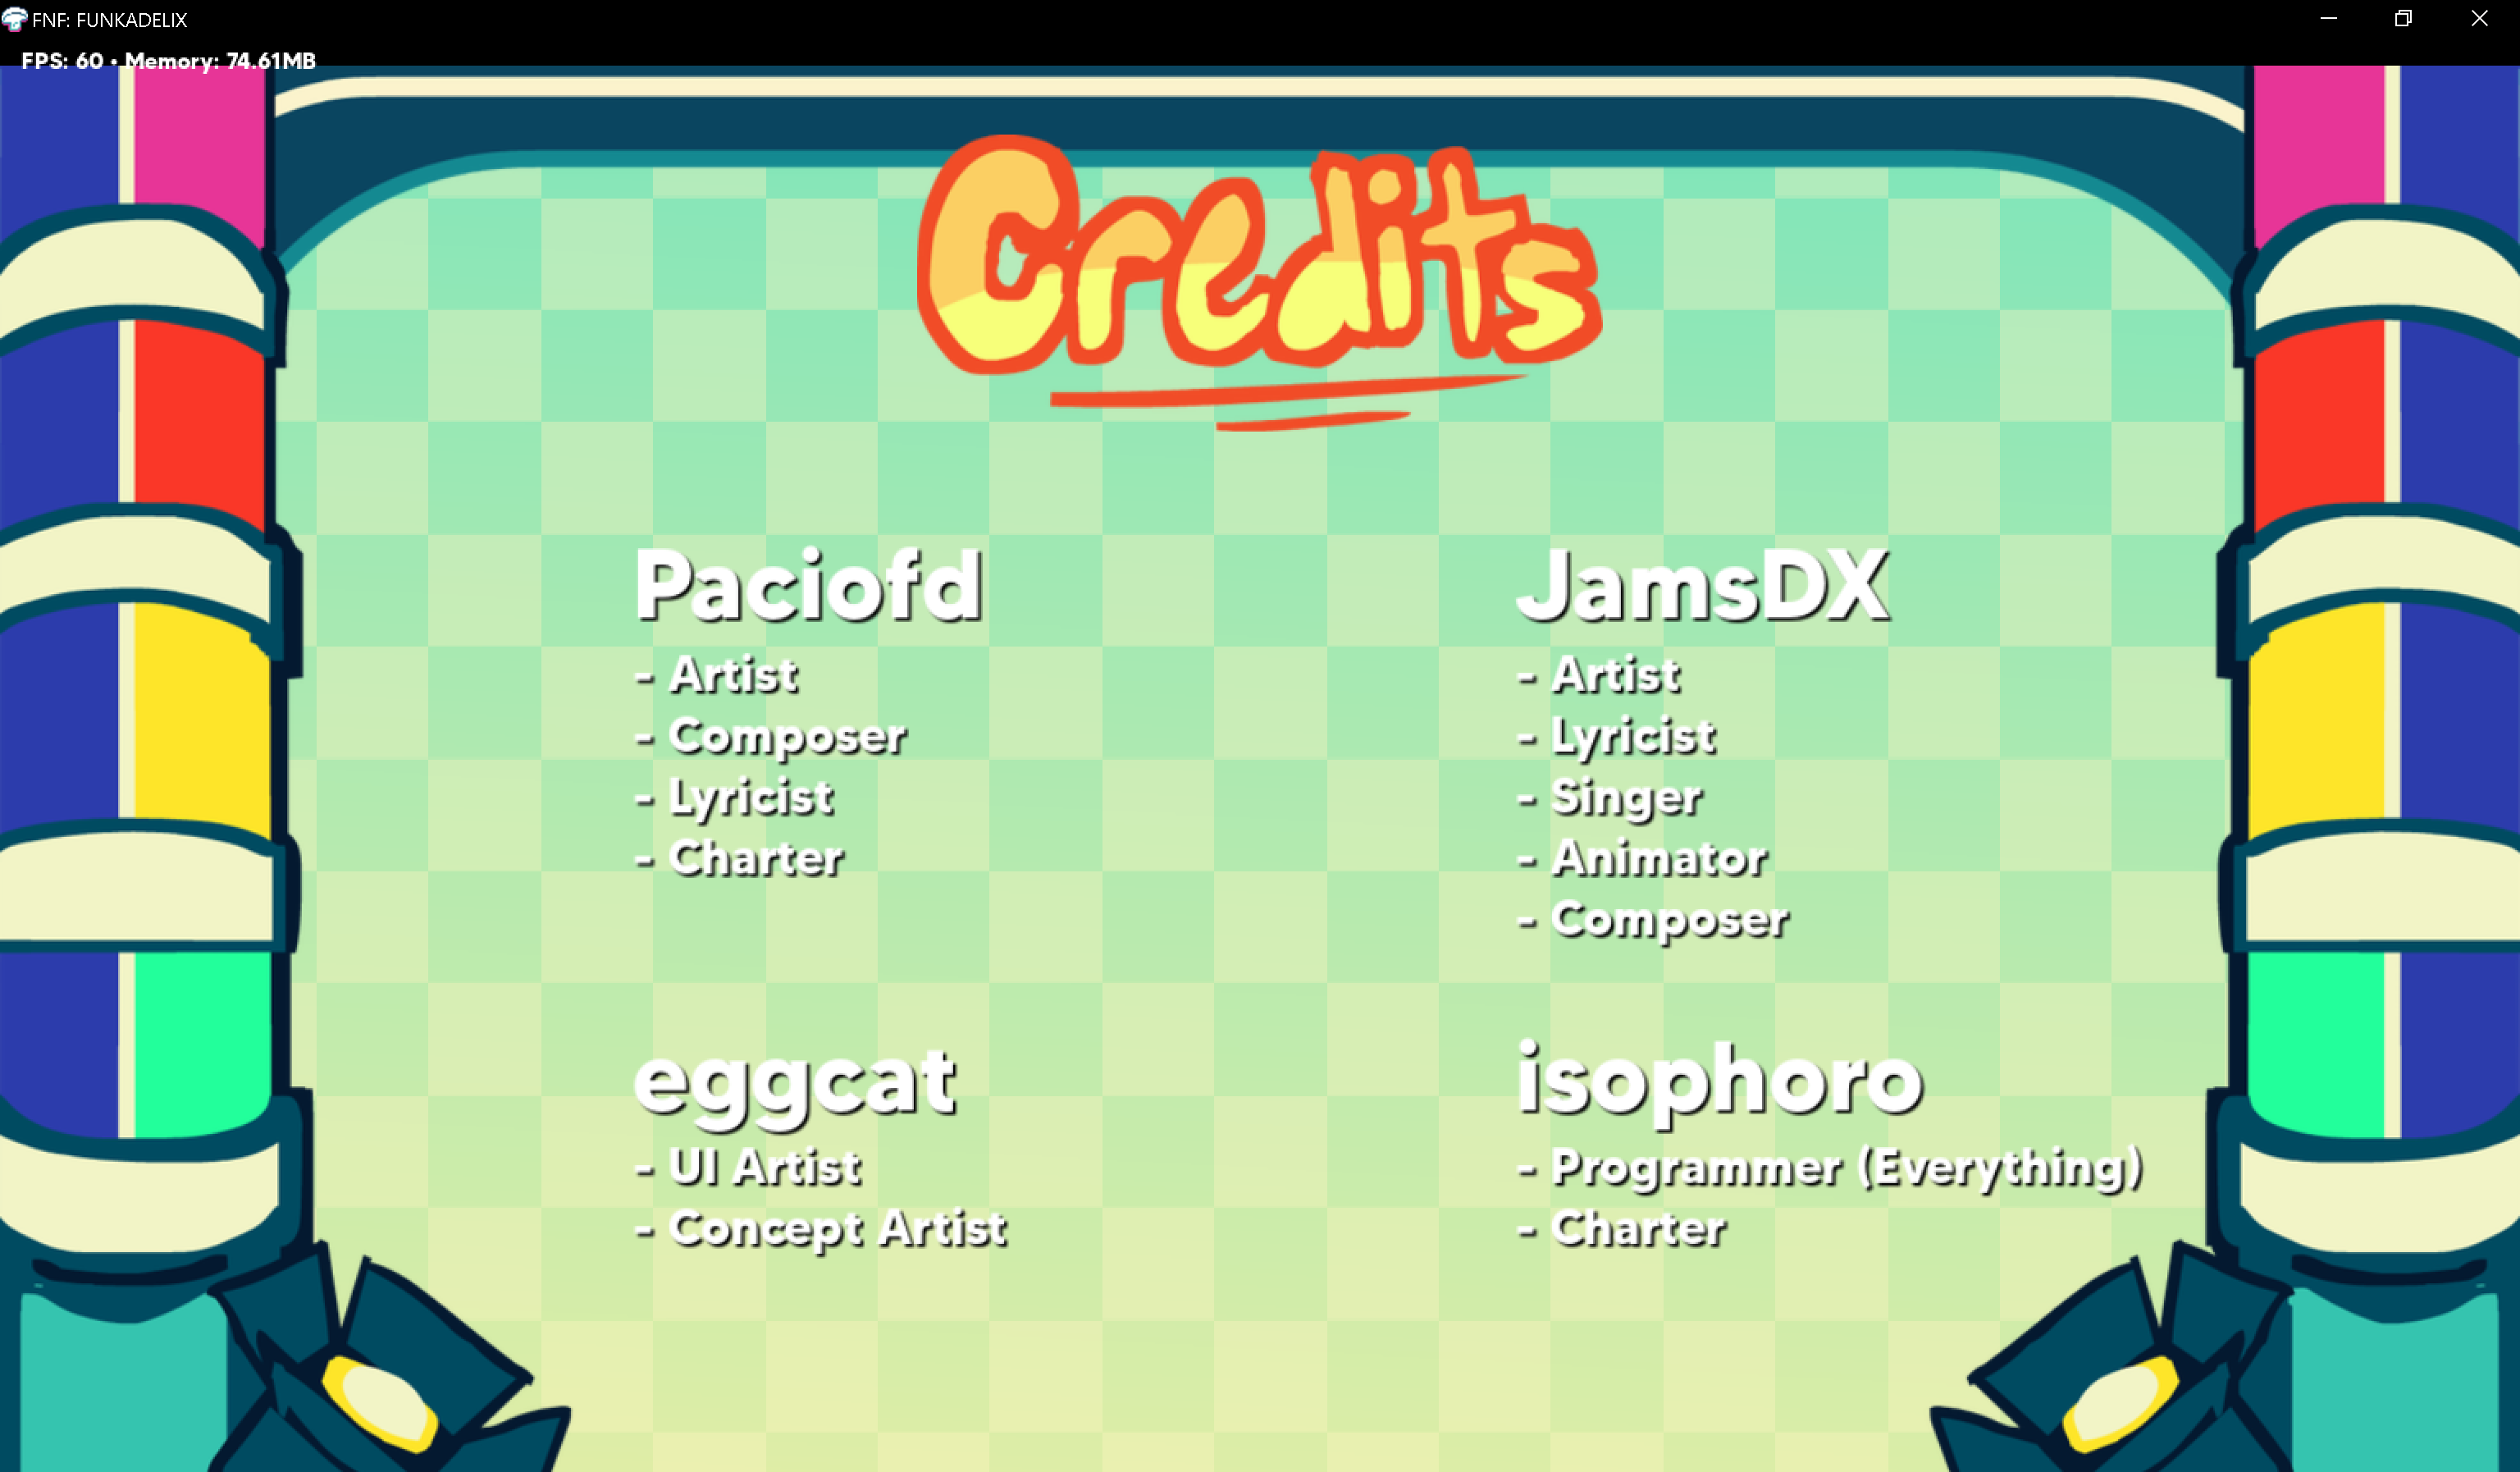 FNF: FUNKADELIX
FPS: 60 • Memory: 74.61MB
Credits
Paciofd
- Artist
- Composer
- Lyricist
- Charter
JamsDX
- Artist
- Lyricist
- Singer
- Animator
- Composer
eggcat
- UI Artist
- Concept Artist
isophoro
- Programmer (Everything)
- Charter